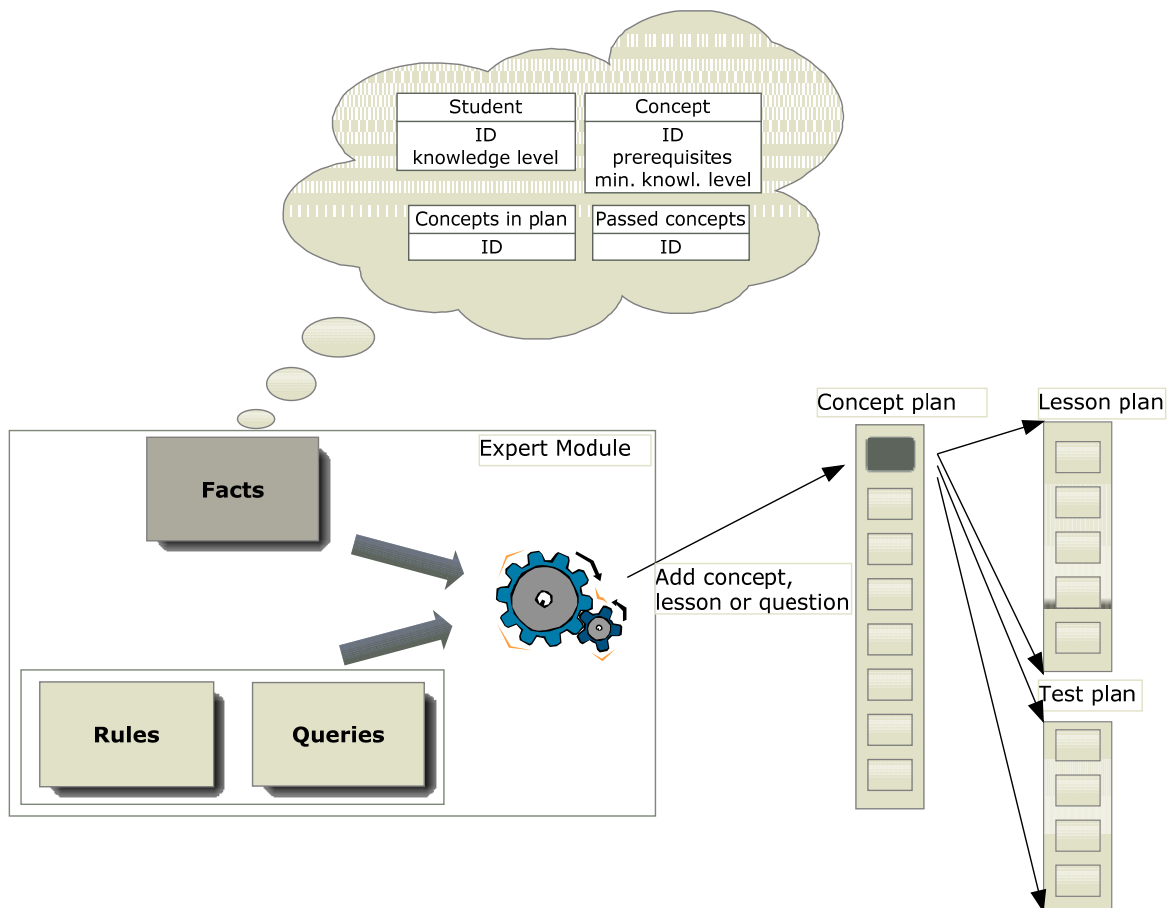 Student
ID
knowledge level
Concept
ID
prerequisites
min. knowl. level
Concepts in plan
ID
Passed concepts
ID
Expert Module
Facts
Rules
Queries
Add concept,
lesson or question
Concept plan
Lesson plan
Test plan